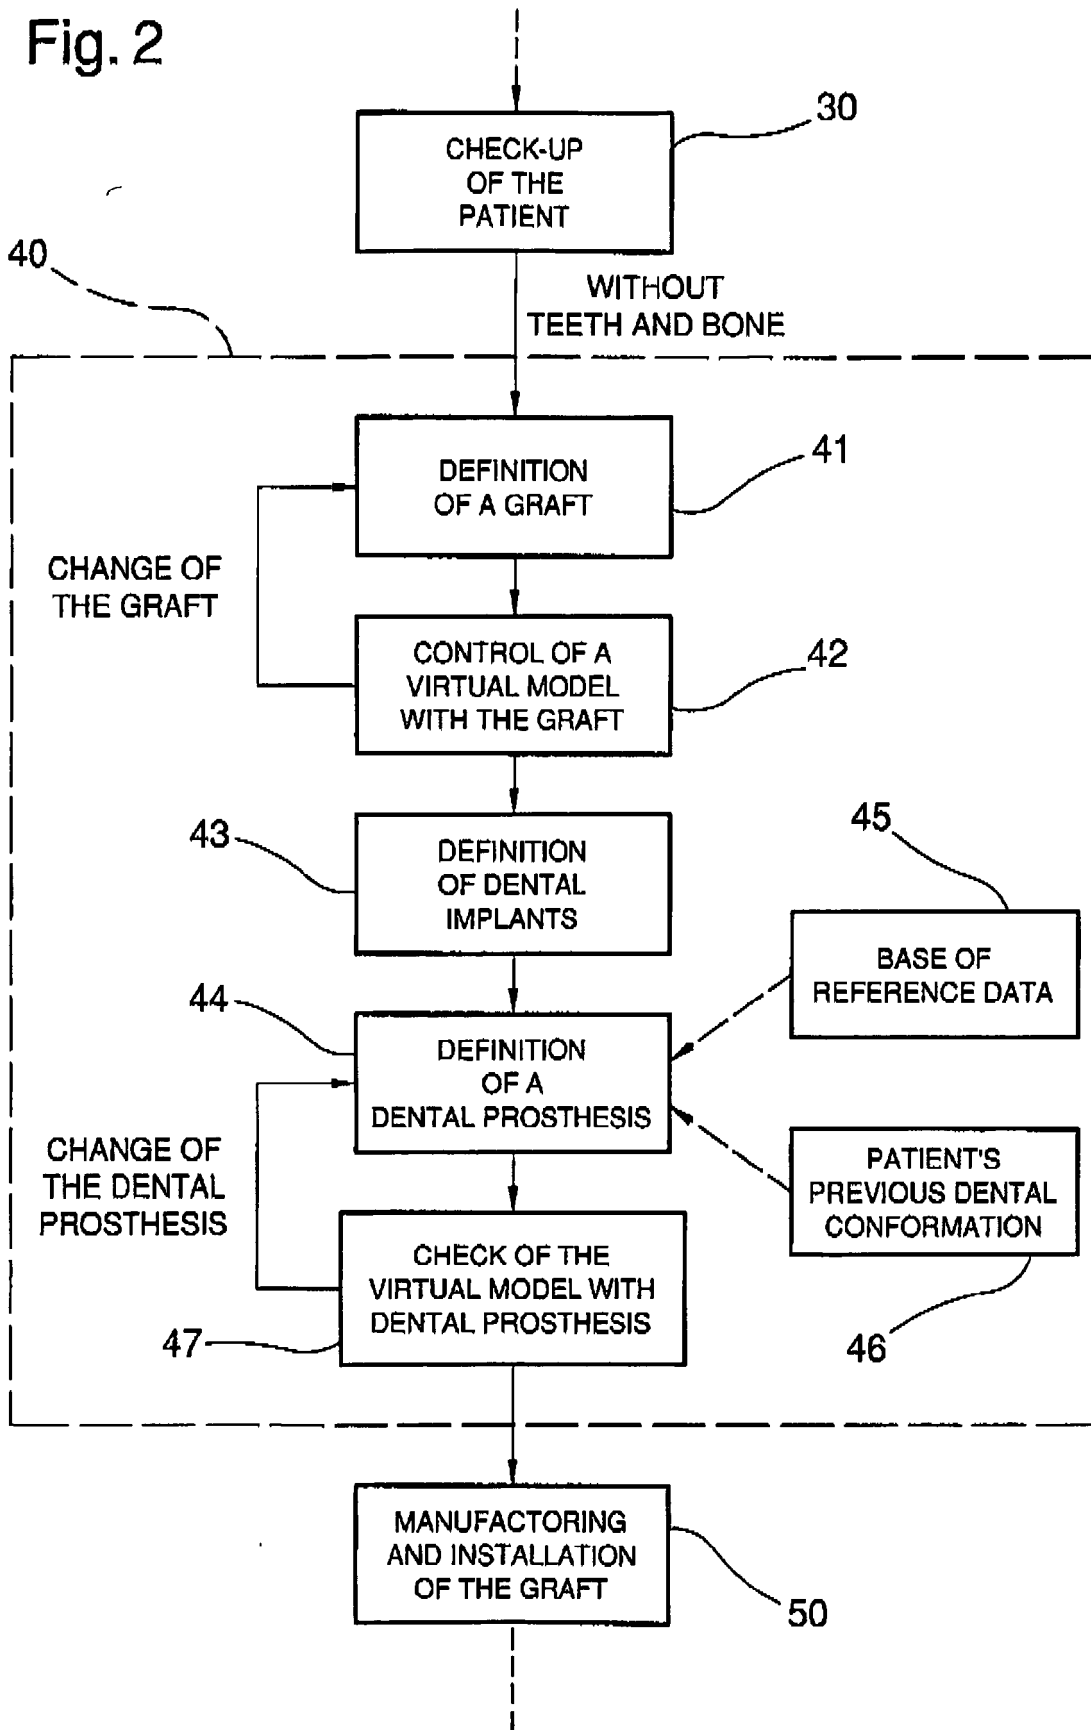 Fig. 2
30
CHECK-UP
OF THE
PATIENT
40
WITHOUT
TEETH AND BONE
41
DEFINITION
OF A GRAFT
CHANGE OF
THE GRAFT
42
CONTROL OF A
VIRTUAL MODEL
WITH THE GRAFT
43
DEFINITION
OF DENTAL
IMPLANTS
45
BASE OF
REFERENCE DATA
44
DEFINITION
OF A
DENTAL PROSTHESIS
CHANGE OF
THE DENTAL
PROSTHESIS
PATIENT'S
PREVIOUS DENTAL
CONFORMATION
46
CHECK OF THE
VIRTUAL MODEL WITH
DENTAL PROSTHESIS
47
MANUFACTORING
AND INSTALLATION
OF THE GRAFT
50